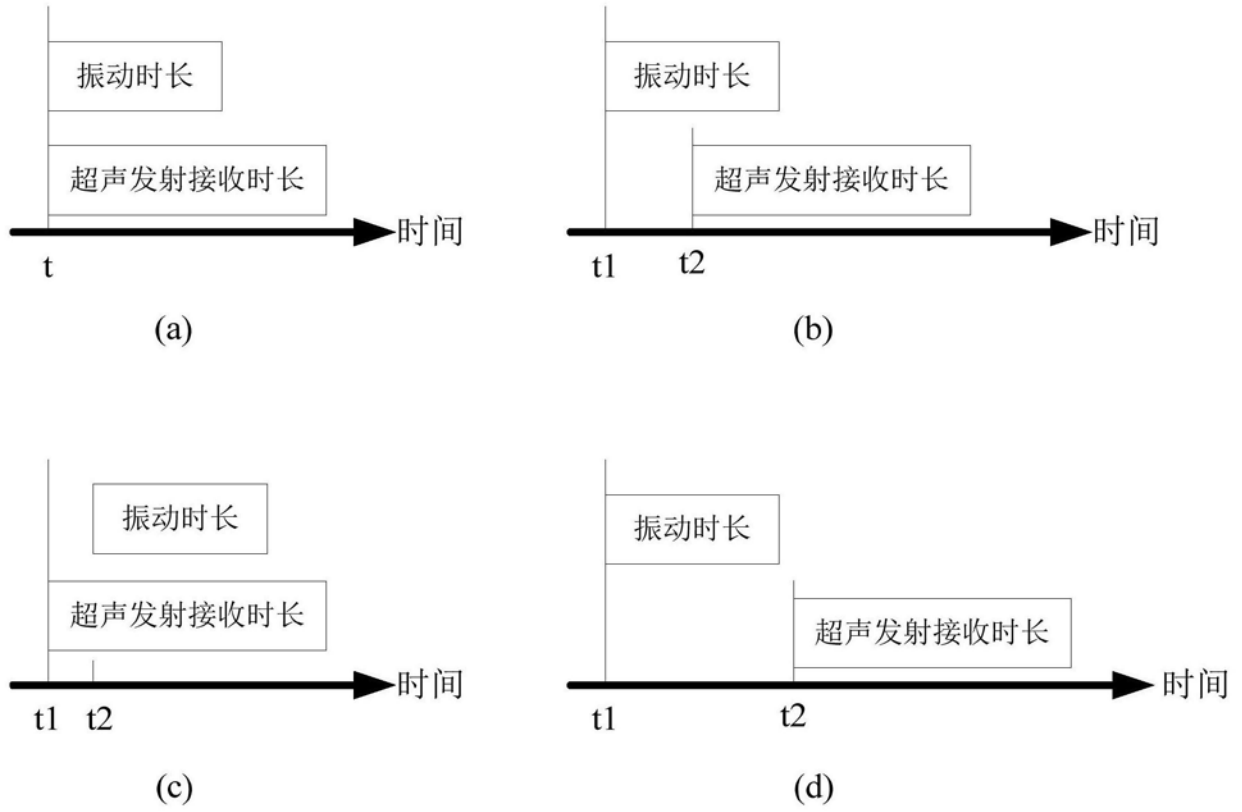 振动时长
超声发射接收时长
时间
t
(a)
振动时长
超声发射接收时长
时间
t1
t2
(b)
振动时长
超声发射接收时长
时间
t1
t2
(c)
振动时长
超声发射接收时长
时间
t1
t2
(d)